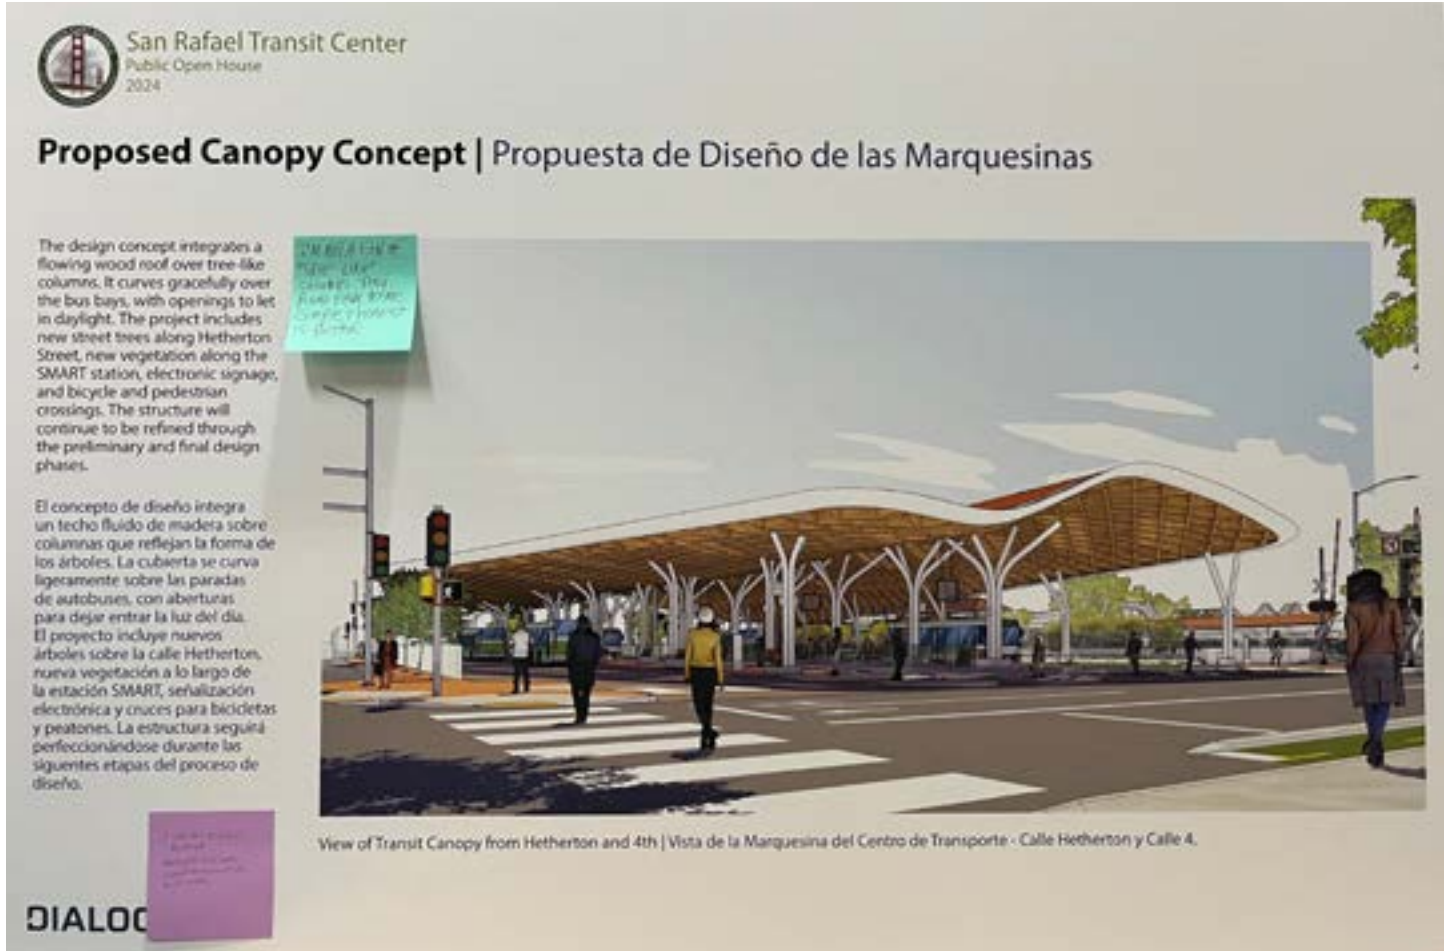 San Rafael Transit Center
Public Open House
2024
Proposed Canopy Concept | Propuesta de Diseño de las Marquesinas
The design concept integrates a
flowing wood roof over tree-like
columns. It curves gracefully over
the bus bays, with openings to let
in daylight. The project includes
new street trees along Hetherton
Street, new vegetation along the
SMART station, electronic signage,
and bicycle and pedestrian
crossings. The structure will
continue to be refined through
the preliminary and final design
phases.
El concepto de diseño integra
un techo fluido de madera sobre
columnas que reflejan la forma de
los árboles. La cubierta se curva
ligeramente sobre las paradas
de autobuses, con aberturas
para dejar entrar la luz del día.
El proyecto incluye nuevos
árboles sobre la calle Hetherton,
nueva vegetación a lo largo de
la estación SMART, señalización
electrónica y cruces para bicicletas
y peatones. La estructura seguirá
perfeccionándose durante las
siguentes etapas del proceso de
diseño.
View of Transit Canopy from Hetherton and 4th | Vista de la Marquesina del Centro de Transporte - Calle Hetherton y Calle 4.
DIALOG